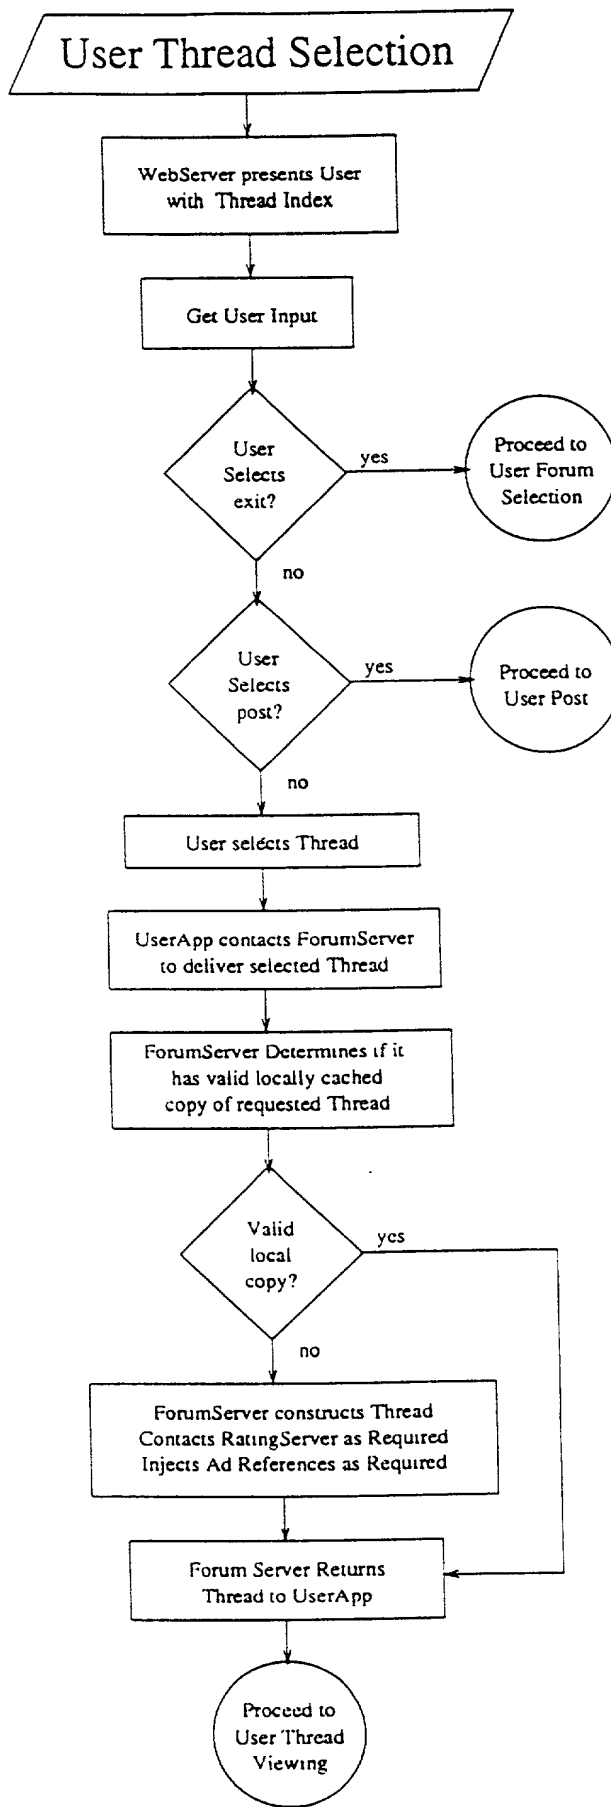 User Thread Selection
WebServer presents User
with Thread Index
Get User Input
User
Selects
exit?
yes
Proceed to
User Forum
Selection
no
User
Selects
post?
yes
Proceed to
User Post
no
User selects Thread
UserApp contacts ForumServer
to deliver selected Thread
ForumServer Determines if it
has valid locally cached
copy of requested Thread
Valid
local
copy?
yes
no
ForumServer constructs Thread
Contacts RatingServer as Required
Injects Ad References as Required
Forum Server Returns
Thread to UserApp
Proceed to
User Thread
Viewing